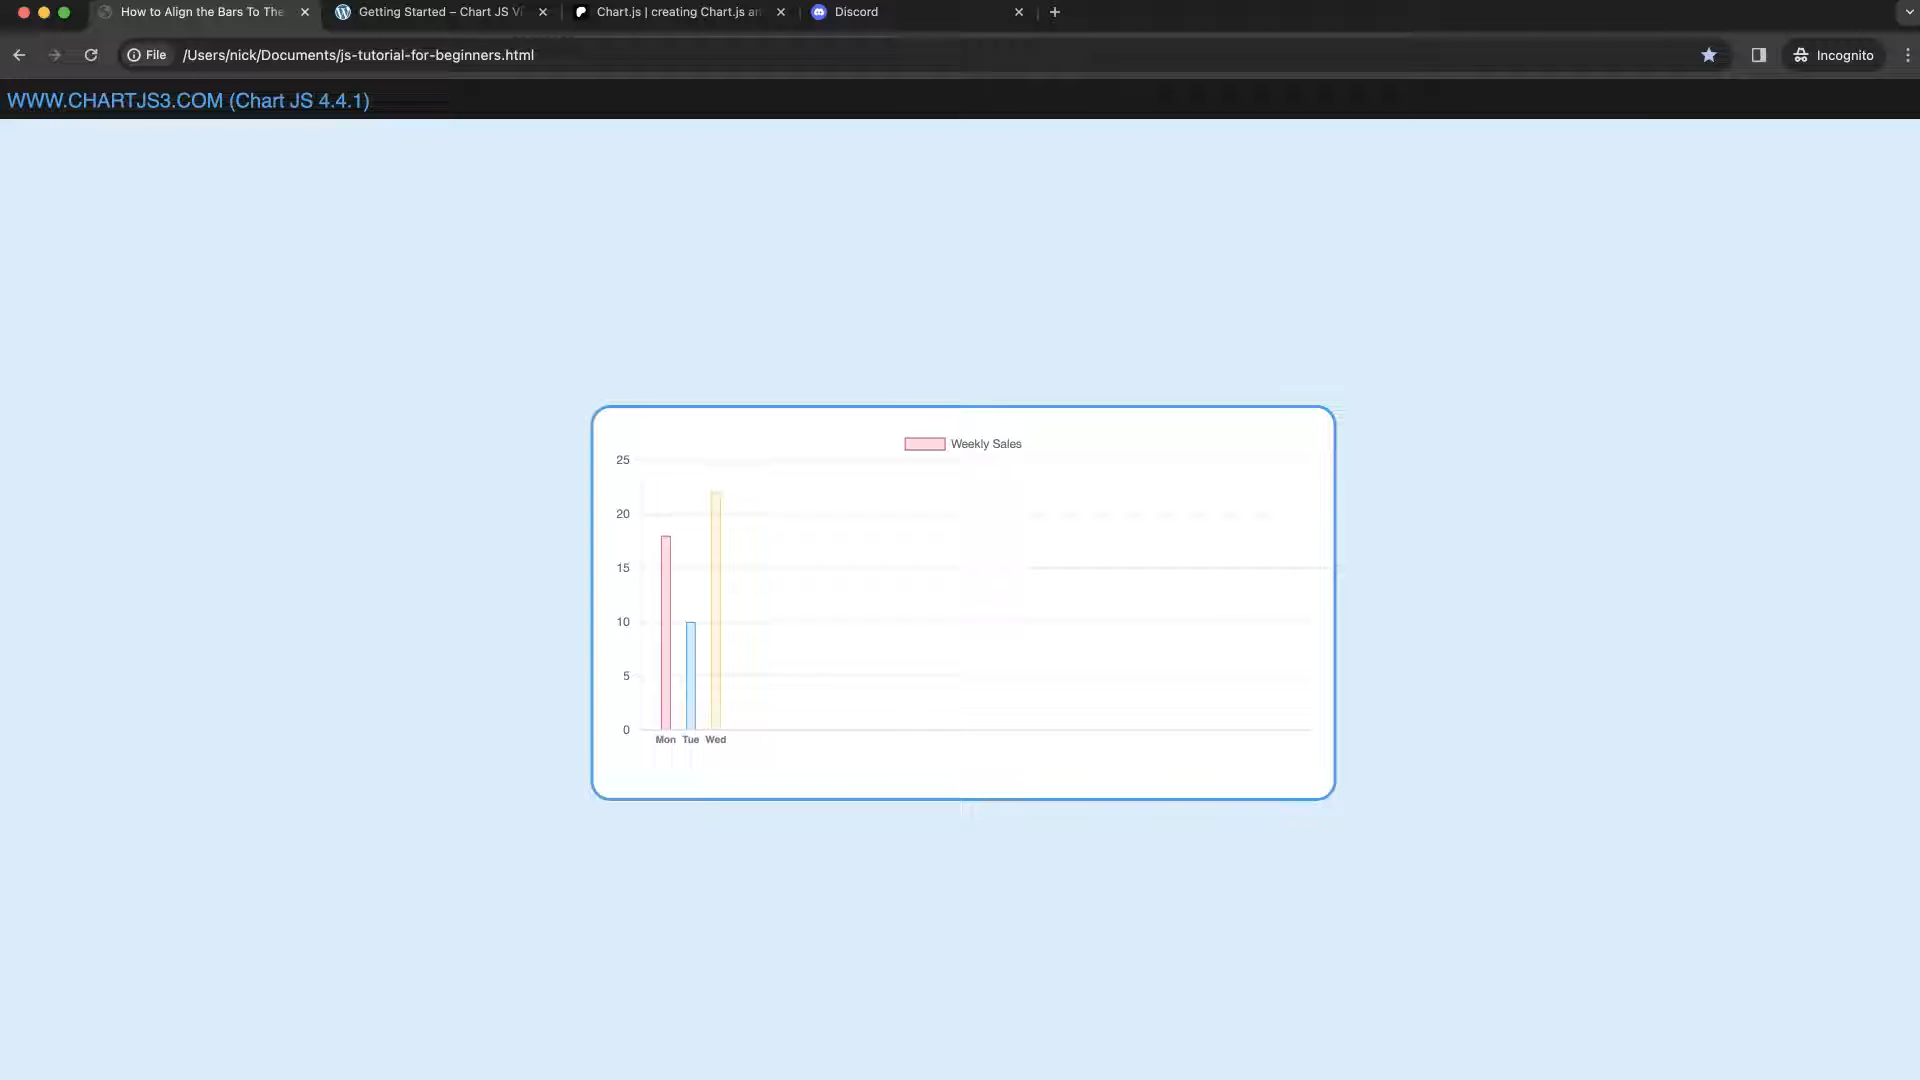 How to Align the Bars To The
Getting Started – Chart JS Vi
Chart.js | creating Chart.js an
Discord
File
/Users/nick/Documents/js-tutorial-for-beginners.html
Incognito
WWW.CHARTJS3.COM (Chart JS 4.4.1)
Weekly Sales
25
20
15
10
5
0
Mon Tue Wed